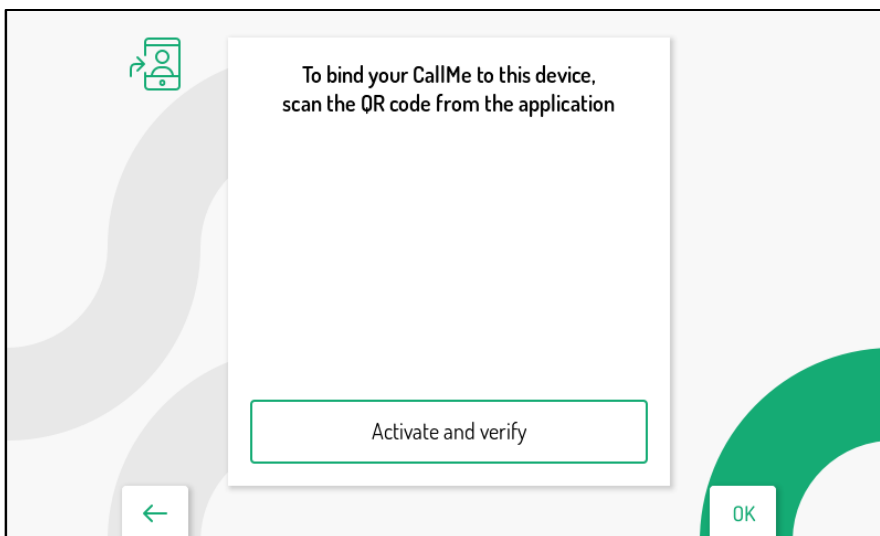 To bind your CallMe to this device,
scan the QR code from the application
Activate and verify
OK